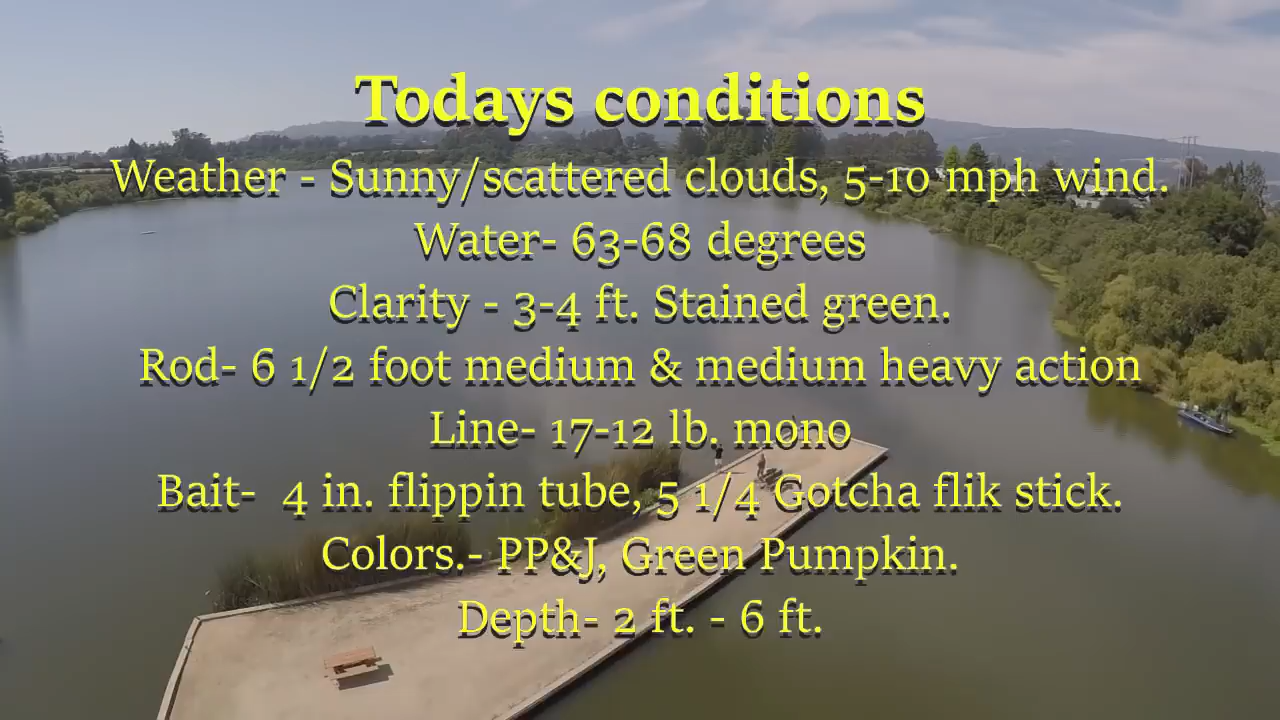 Todays conditions
Weather - Sunny/scattered clouds, 5-10 mph wind.
Water- 63-68 degrees
Clarity - 3-4 ft. Stained green.
Rod- 6 1/2 foot medium & medium heavy action
Line- 17-12 lb. mono
Bait-  4 in. flippin tube, 5 1/4 Gotcha flik stick.
Colors.- PP&J, Green Pumpkin.
Depth- 2 ft. - 6 ft.